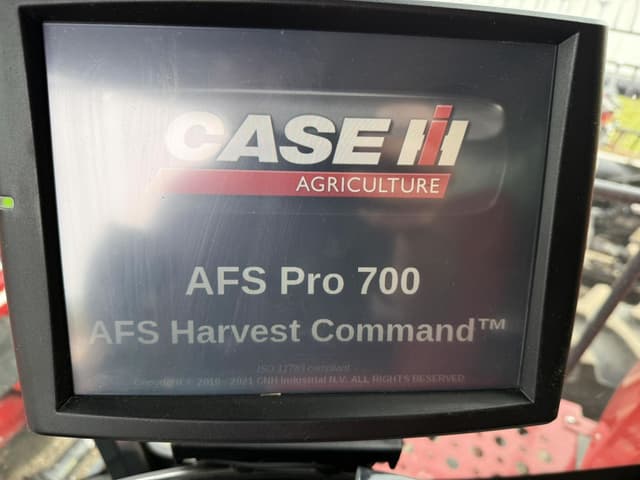 CASE IH
AGRICULTURE
AFS Pro 700
AFS Harvest Command™
ISO 11783 compliant
Copyright © 2010 - 2021 CNH Industrial N.V. ALL RIGHTS RESERVED